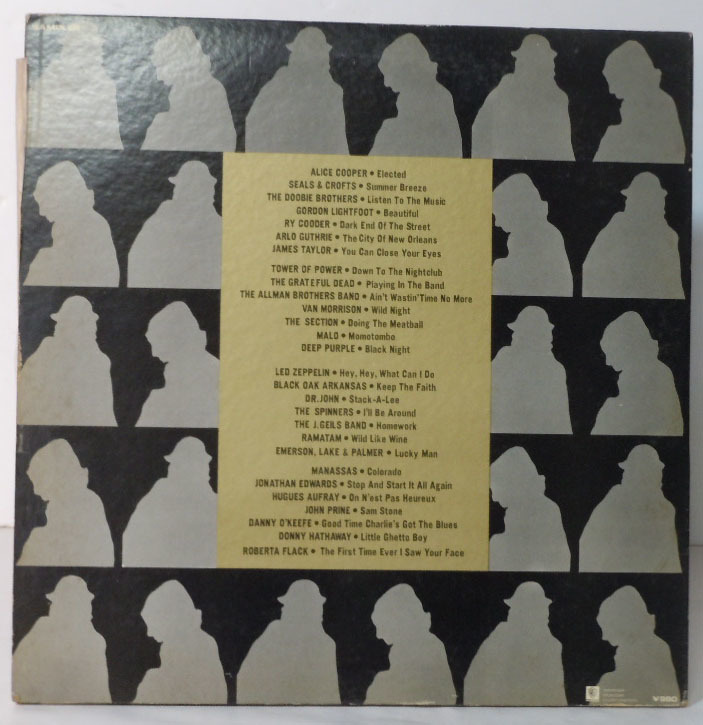 ALICE COOPER • Elected
SEALS & CROFTS • Summer Breeze
THE DOOBIE BROTHERS • Listen To The Music
GORDON LIGHTFOOT • Beautiful
RY COODER • Dark End Of The Street
ARLO GUTHRIE • The City Of New Orleans
JAMES TAYLOR • You Can Close Your Eyes
TOWER OF POWER • Down To The Nightclub
THE GRATEFUL DEAD • Playing In The Band
THE ALLMAN BROTHERS BAND • Ain't Wastin' Time No More
VAN MORRISON • Wild Night
THE SECTION • Doing The Meatball
MALO • Momotombo
DEEP PURPLE • Black Night
LED ZEPPELIN • Hey, Hey, What Can I Do
BLACK OAK ARKANSAS • Keep The Faith
DR. JOHN • Stack-A-Lee
THE SPINNERS • I'll Be Around
THE J. GEILS BAND • Homework
RAMATAM • Wild Like Wine
EMERSON, LAKE & PALMER • Lucky Man
MANASSAS • Colorado
JONATHAN EDWARDS • Stop And Start It All Again
HUGUES AUFRAY • On N'est Pas Heureux
JOHN PRINE • Sam Stone
DANNY O'KEEFE • Good Time Charlie's Got The Blues
DONNY HATHAWAY • Little Ghetto Boy
ROBERTA FLACK • The First Time Ever I Saw Your Face